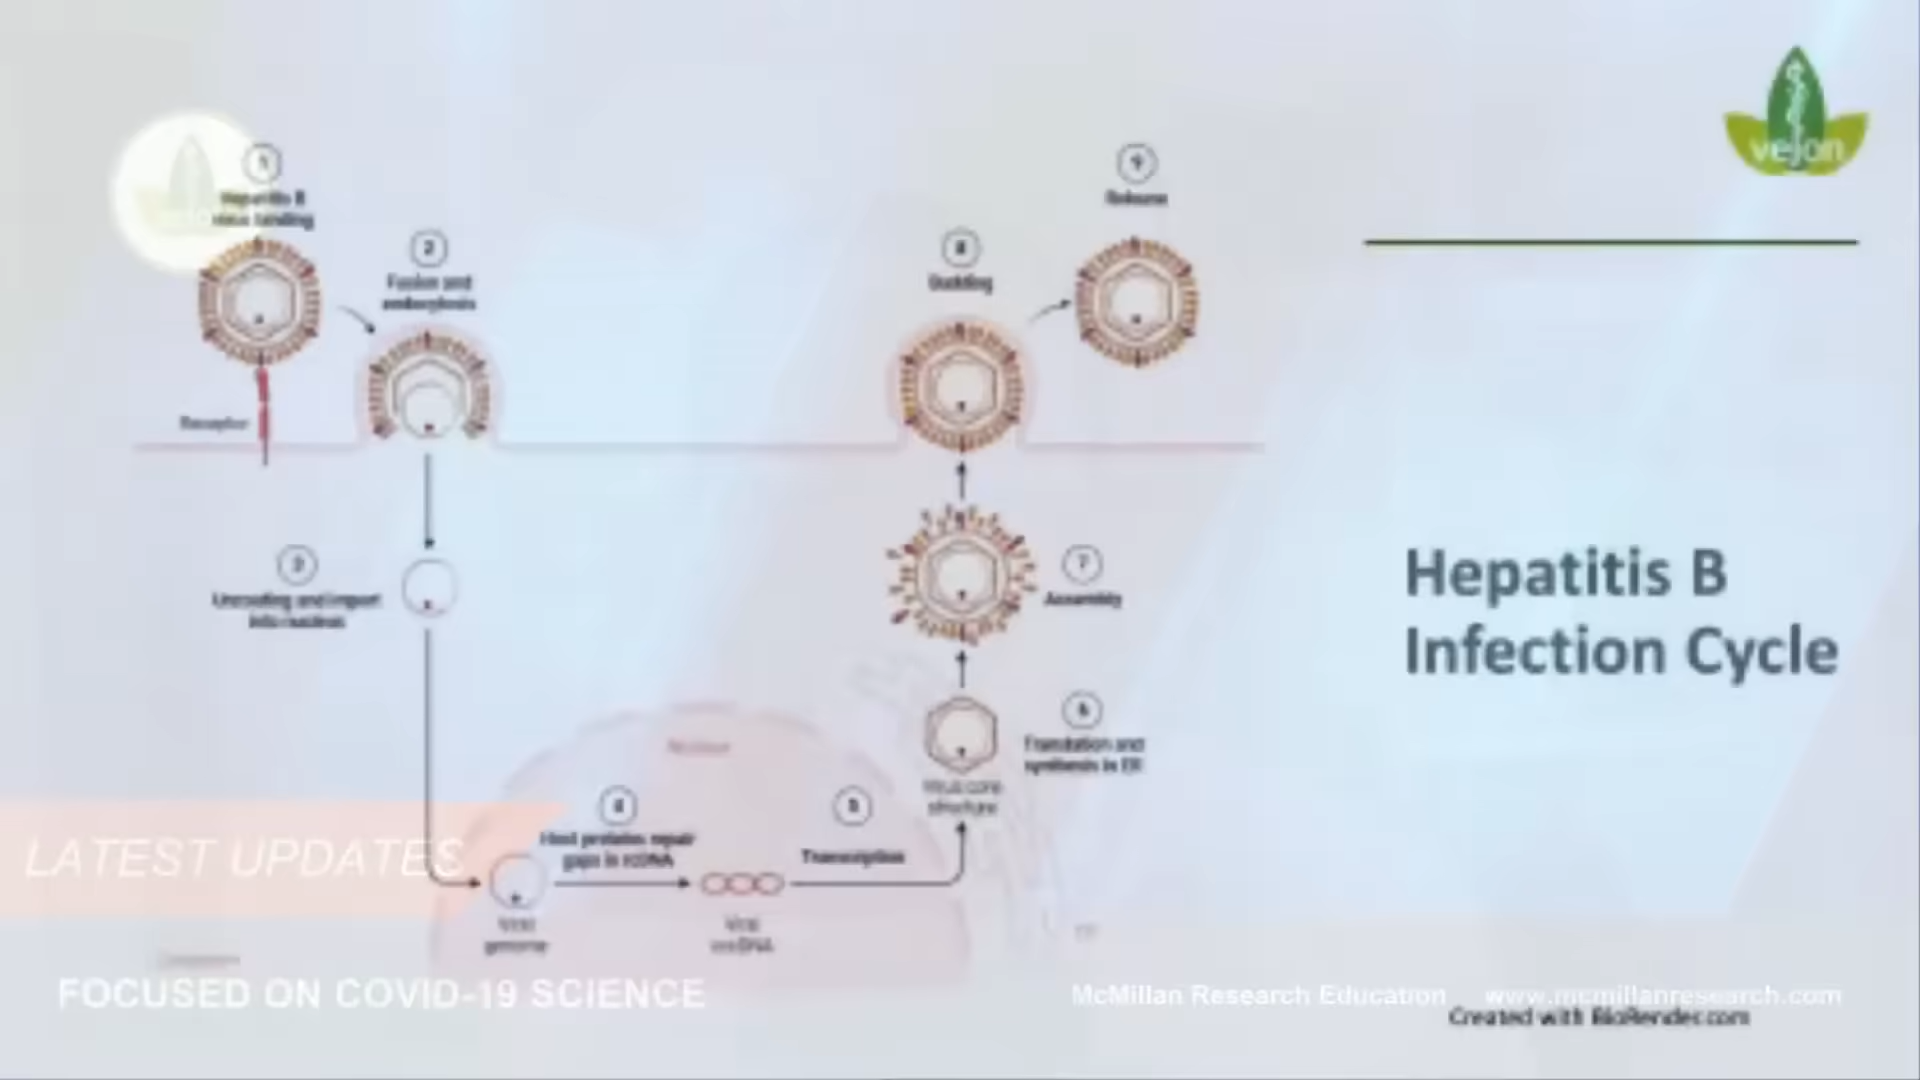 vejon
1
Hepatitis B
virus binding
2
Fusion and
endocytosis
Receptor
3
Uncoating and import
into nucleus
Nucleus
4
Host proteins repair
gaps in rcDNA
5
Transcription
Viral
genome
Viral
cccDNA
6
Translation and
synthesis in ER
Virus core
structure
7
Assembly
8
Budding
9
Release
ER
Cytoplasm
Hepatitis B
Infection Cycle
LATEST UPDATES
FOCUSED ON COVID-19 SCIENCE
McMillan Research Education www.mcmillanresearch.com
Created with BioRender.com